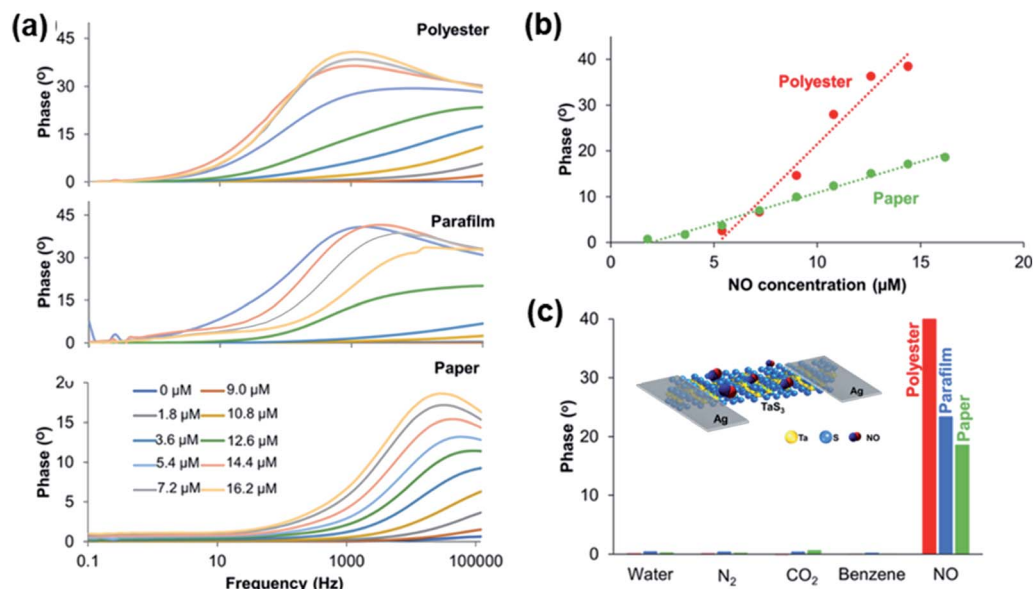 (a)
Polyester
45
30
15
0
Phase (°)
Parafilm
45
30
15
0
Phase (°)
Paper
20
15
10
5
0
Phase (°)
0 µM
9.0 µM
1.8 µM
10.8 µM
3.6 µM
12.6 µM
5.4 µM
14.4 µM
7.2 µM
16.2 µM
0.1
10
1000
100000
Frequency (Hz)
(b)
40
30
20
10
0
Phase (°)
Polyester
Paper
0
5
10
15
20
NO concentration (µM)
(c)
40
30
20
10
0
Phase (°)
Ag
TaS3
Ag
Ta
S
NO
Polyester
Parafilm
Paper
Water
N2
CO2
Benzene
NO